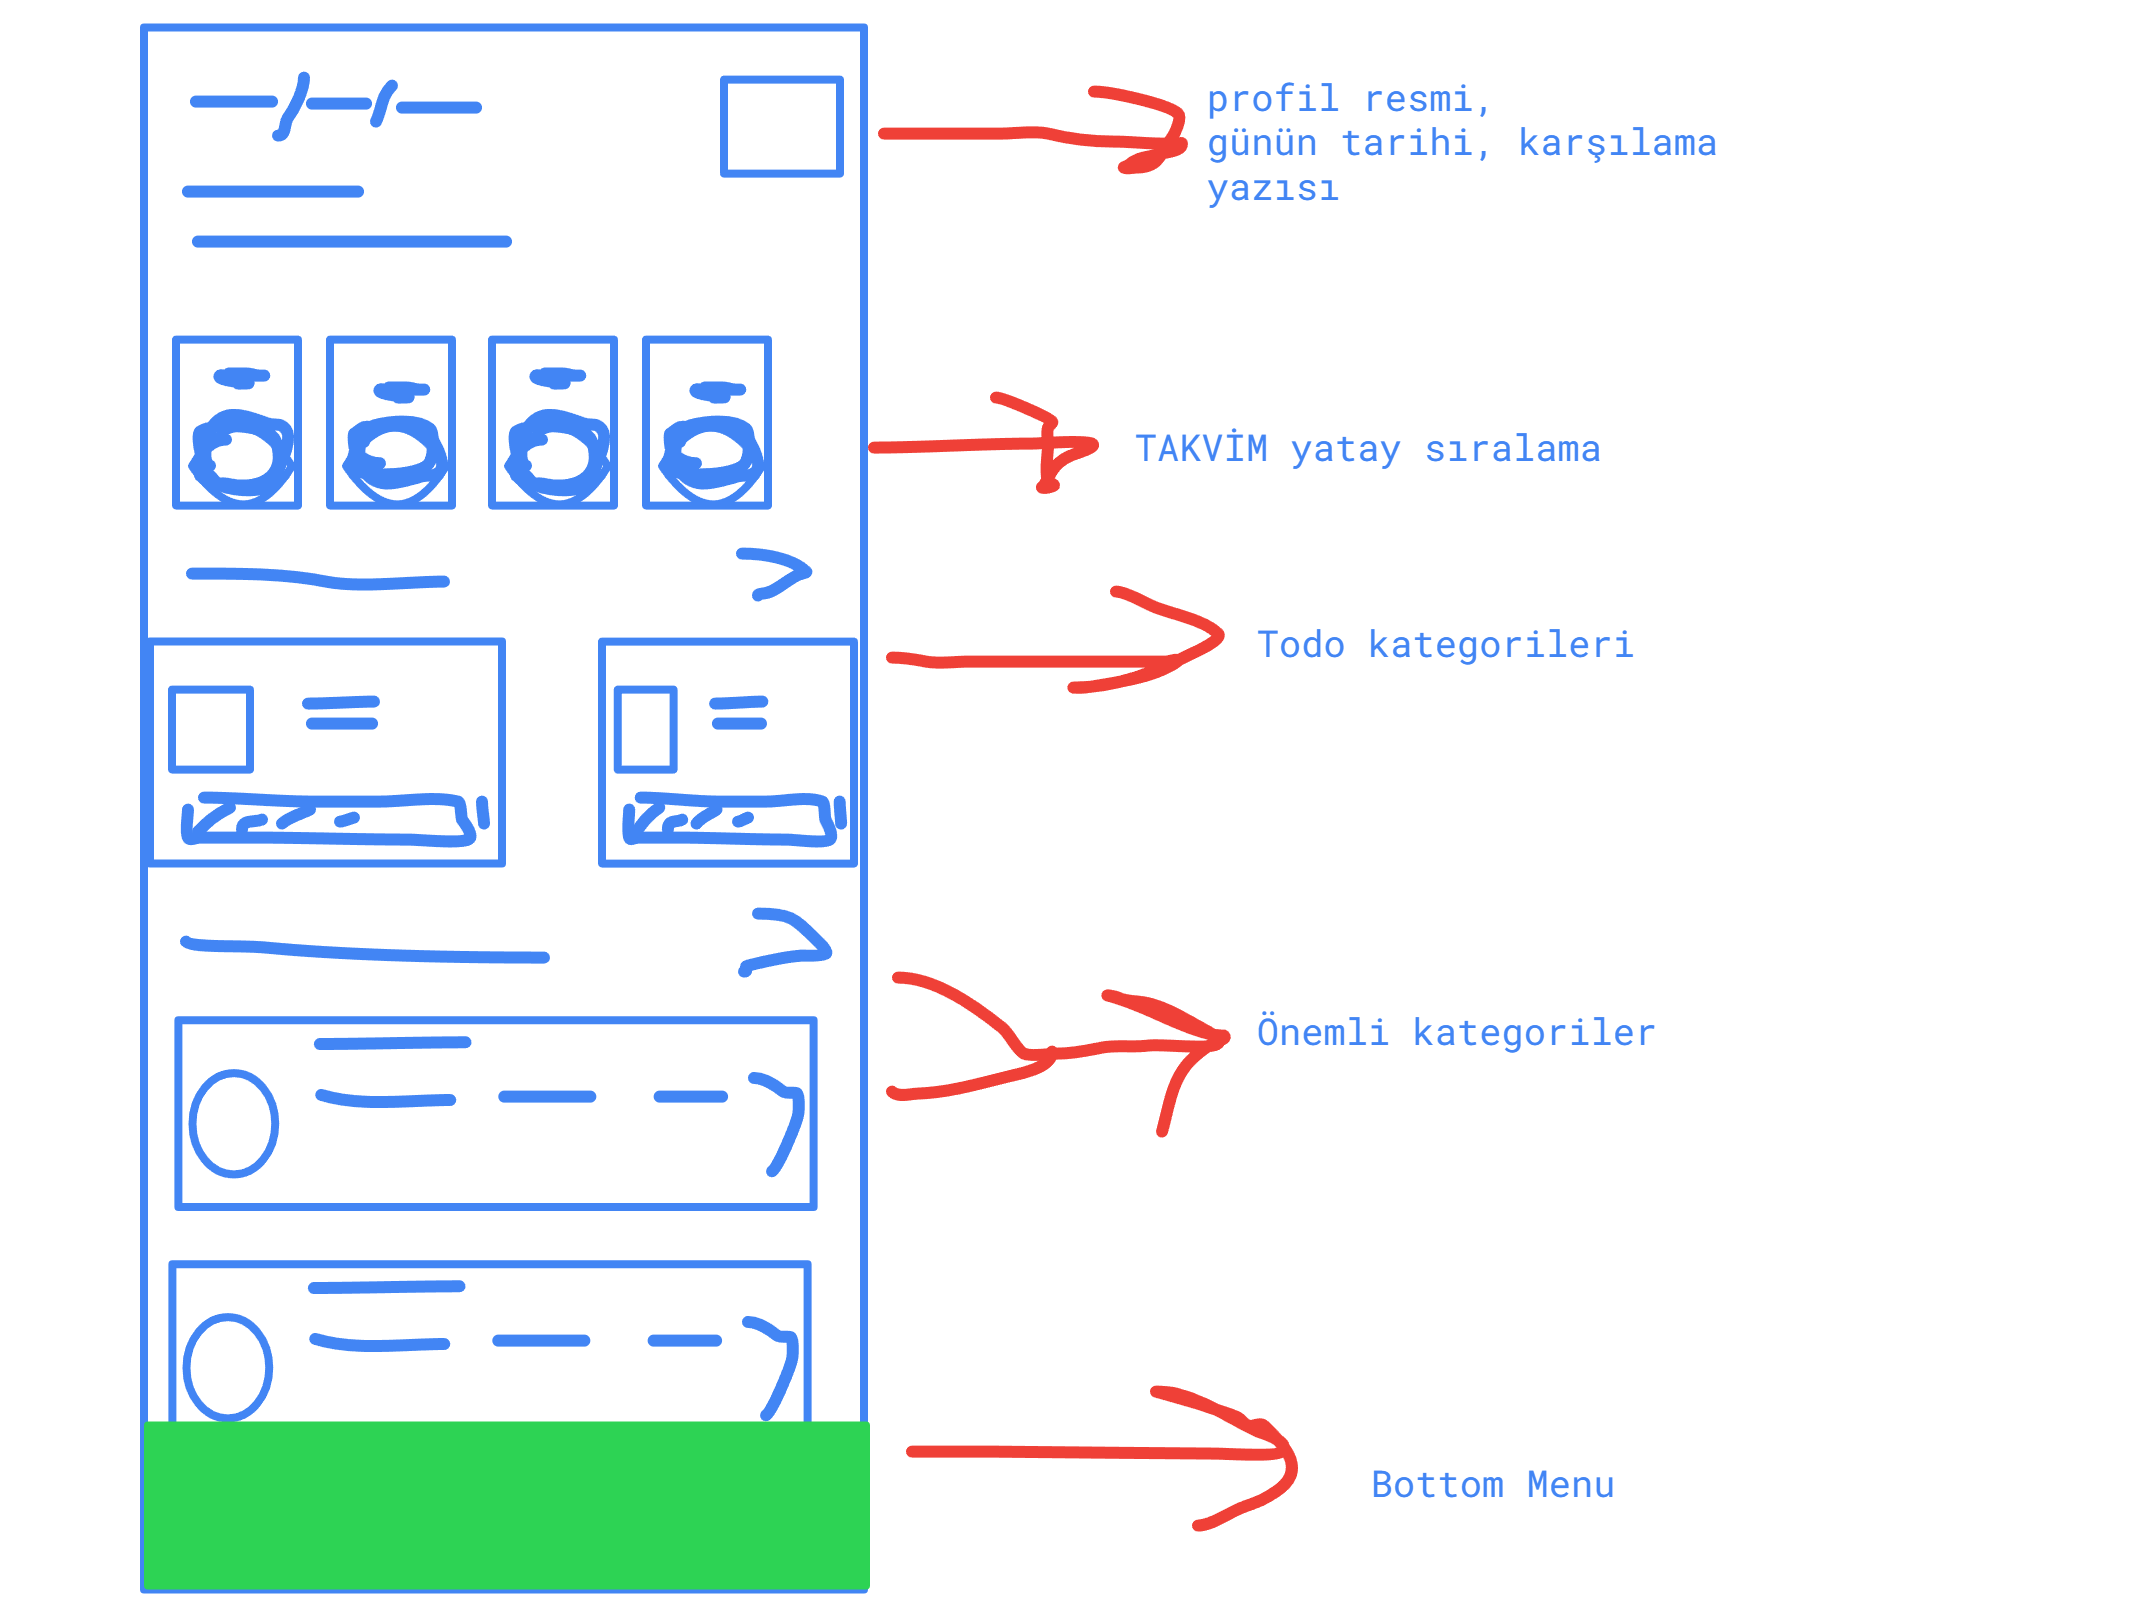 profil resmi,
günün tarihi, karşılama
yazısı
TAKVİM yatay sıralama
Todo kategorileri
Önemli kategoriler
Bottom Menu